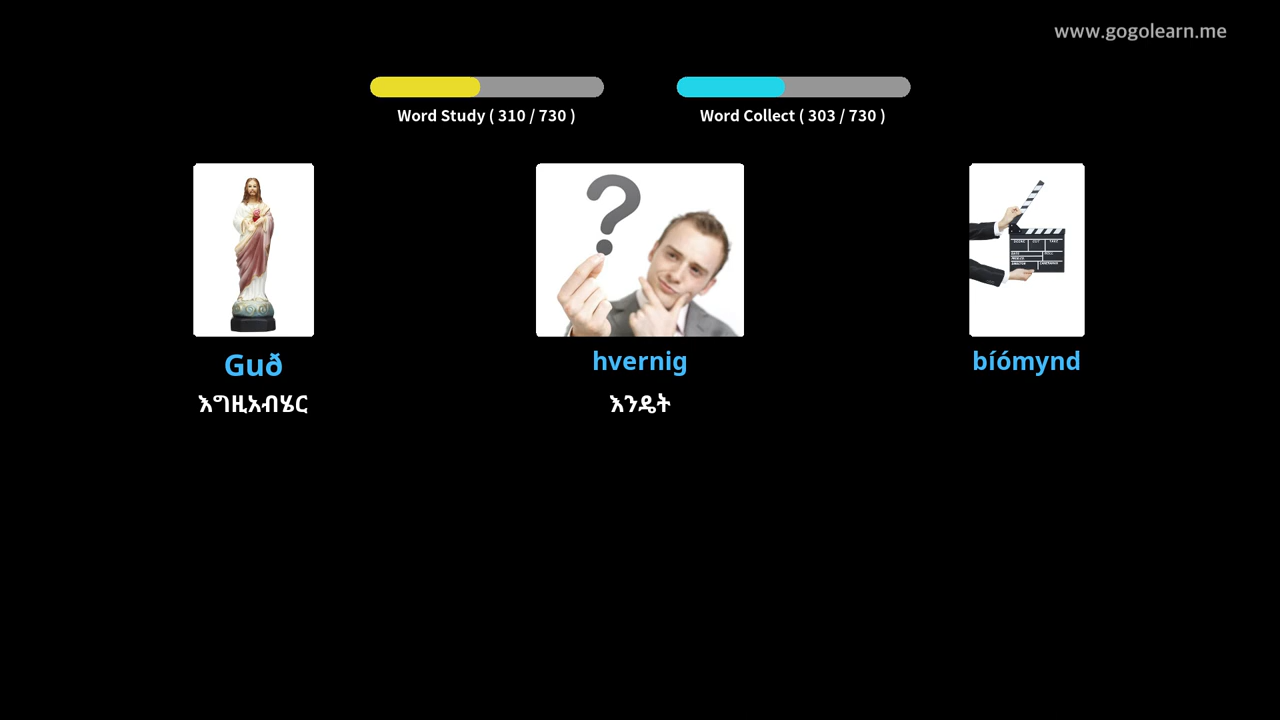 www.gogolearn.me
Word Study ( 310 / 730 )
Word Collect ( 303 / 730 )
Guð
hvernig
bíómynd
እግዚአብሄር
እንዴት